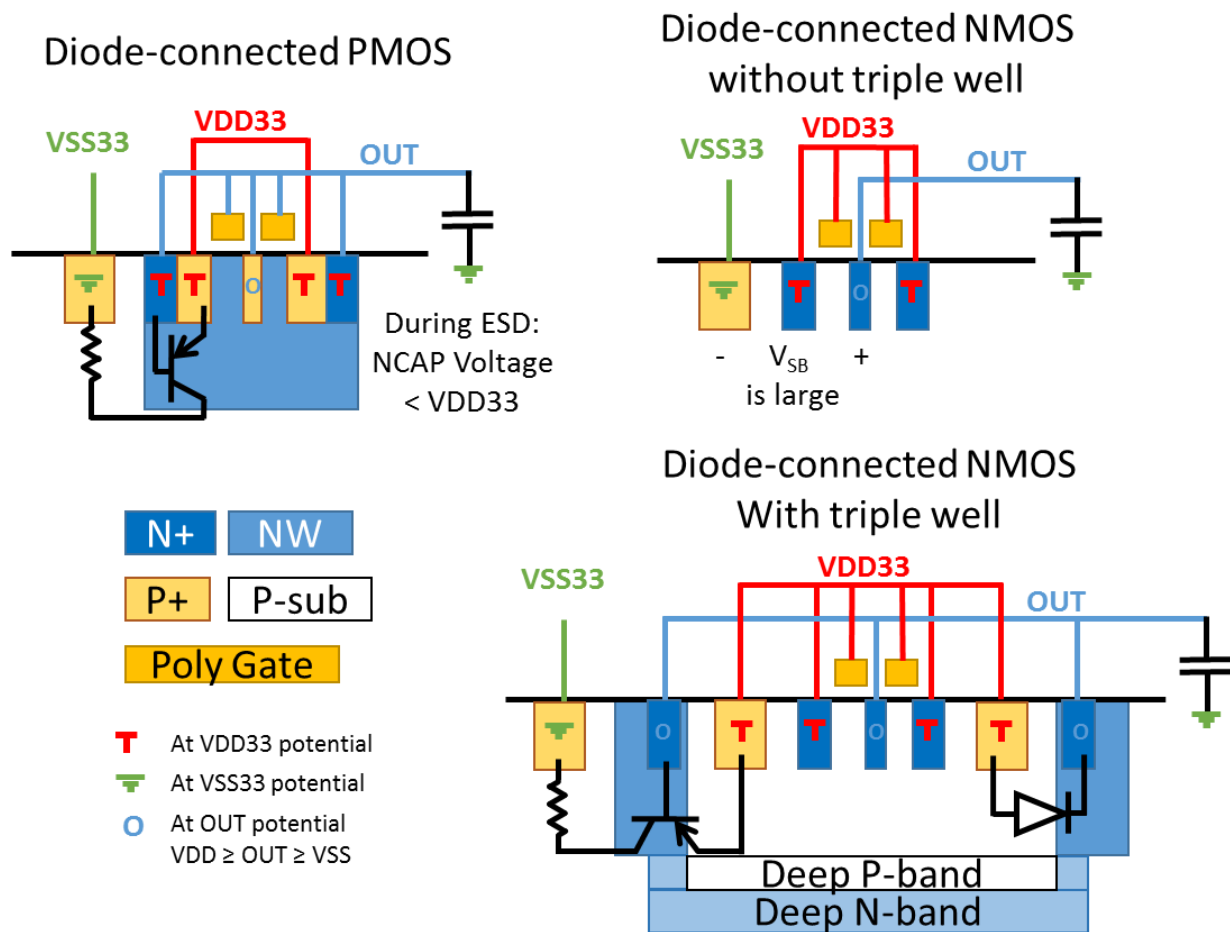 Diode-connected PMOS
VSS33
VDD33
OUT
T
T
O
T
T
During ESD:
NCAP Voltage
< VDD33
Diode-connected NMOS
without triple well
VSS33
VDD33
OUT
T
O
T
- V_SB +
is large
N+
NW
P+
P-sub
Poly Gate
T At VDD33 potential
At VSS33 potential
O At OUT potential
VDD ≥ OUT ≥ VSS
Diode-connected NMOS
With triple well
VSS33
VDD33
OUT
O
T
T
O
T
T
O
Deep P-band
Deep N-band